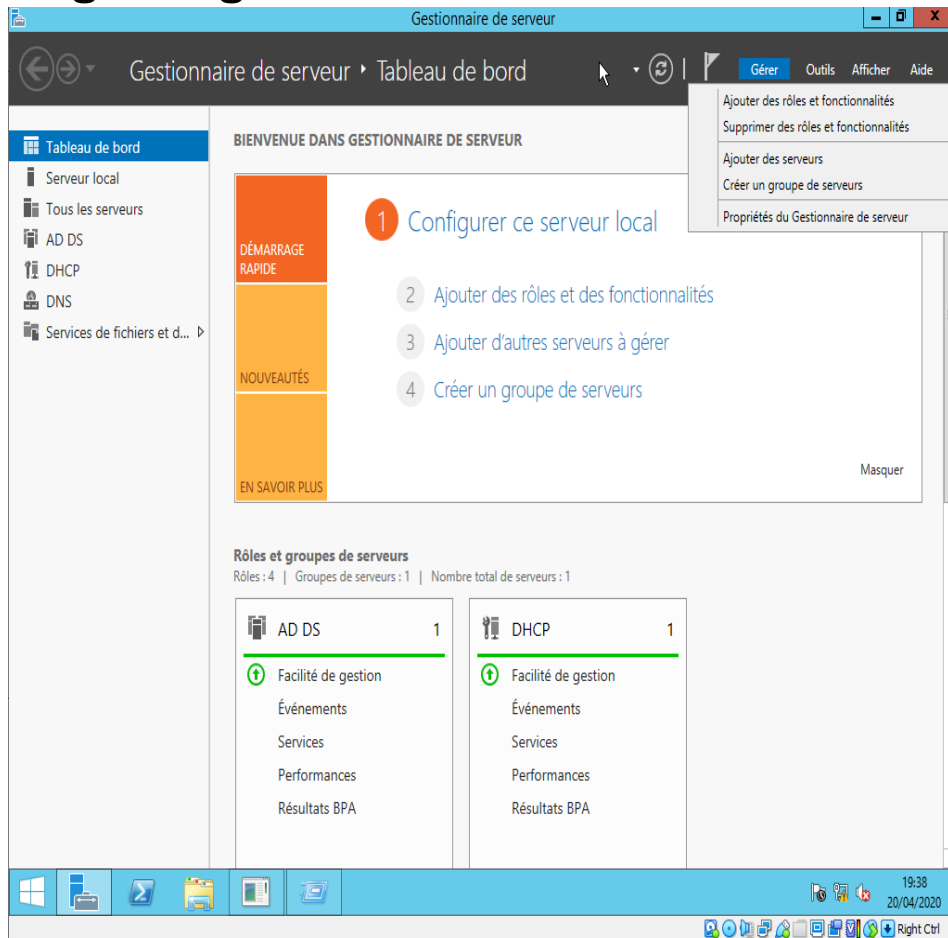 Gestionnaire de serveur
Gestionnaire de serveur • Tableau de bord
Gérer Outils Afficher Aide
Ajouter des rôles et fonctionnalités
Supprimer des rôles et fonctionnalités
Ajouter des serveurs
Créer un groupe de serveurs
Propriétés du Gestionnaire de serveur
Tableau de bord
Serveur local
Tous les serveurs
AD DS
DHCP
DNS
Services de fichiers et d...
BIENVENUE DANS GESTIONNAIRE DE SERVEUR
DÉMARRAGE
RAPIDE
NOUVEAUTÉS
EN SAVOIR PLUS
1 Configurer ce serveur local
2 Ajouter des rôles et des fonctionnalités
3 Ajouter d'autres serveurs à gérer
4 Créer un groupe de serveurs
Masquer
Rôles et groupes de serveurs
Rôles : 4 | Groupes de serveurs : 1 | Nombre total de serveurs : 1
AD DS 1
Facilité de gestion
Événements
Services
Performances
Résultats BPA
DHCP 1
Facilité de gestion
Événements
Services
Performances
Résultats BPA
19:38
20/04/2020
Right Ctrl